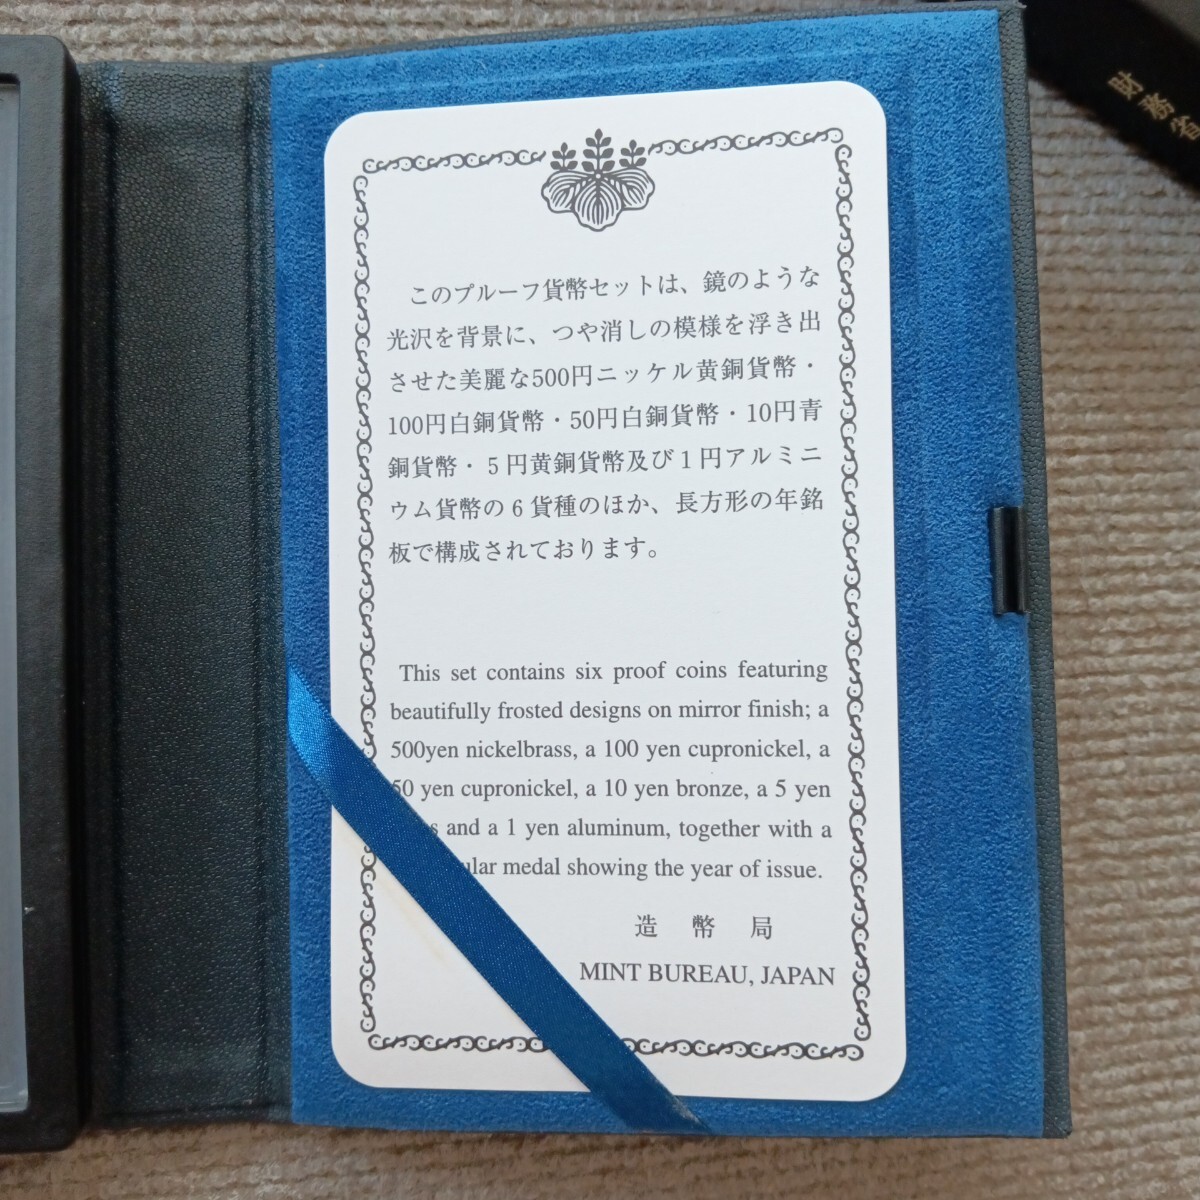 財務省
このプルーフ貨幣セットは、鏡のような
光沢を背景に、つや消しの模様を浮き出
させた美麗な500円ニッケル黄銅貨幣・
100円白銅貨幣・50円白銅貨幣・10円青
銅貨幣・5円黄銅貨幣及び1円アルミニ
ウム貨幣の6貨種のほか、長方形の年銘
板で構成されております。
This set contains six proof coins featuring
beautifully frosted designs on mirror finish; a
500yen nickelbrass, a 100 yen cupronickel, a
50 yen cupronickel, a 10 yen bronze, a 5 yen
and a 1 yen aluminum, together with a
medal showing the year of issue.
造幣局
MINT BUREAU, JAPAN